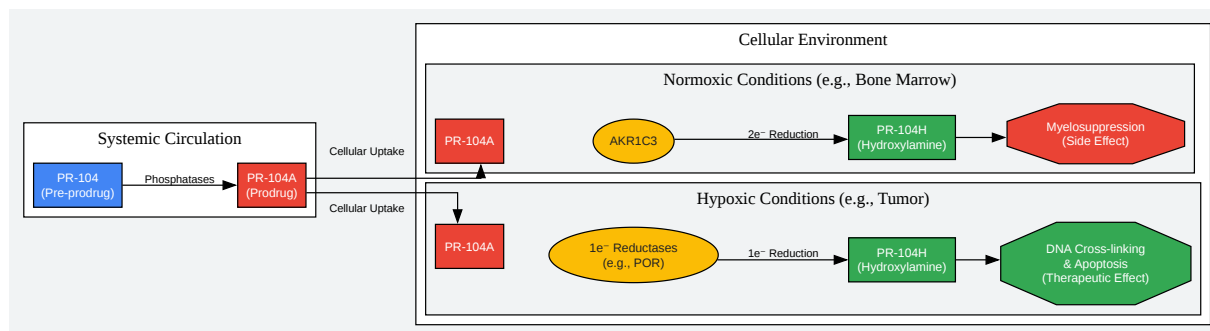 Cellular Environment
Normoxic Conditions (e.g., Bone Marrow)
Systemic Circulation
PR-104
(Pre-prodrug)
Phosphatases
PR-104A
(Prodrug)
Cellular Uptake
Cellular Uptake
PR-104A
AKR1C3
2e⁻ Reduction
PR-104H
(Hydroxylamine)
Myelosuppression
(Side Effect)
Hypoxic Conditions (e.g., Tumor)
PR-104A
1e⁻ Reductases
(e.g., POR)
1e⁻ Reduction
PR-104H
(Hydroxylamine)
DNA Cross-linking
& Apoptosis
(Therapeutic Effect)